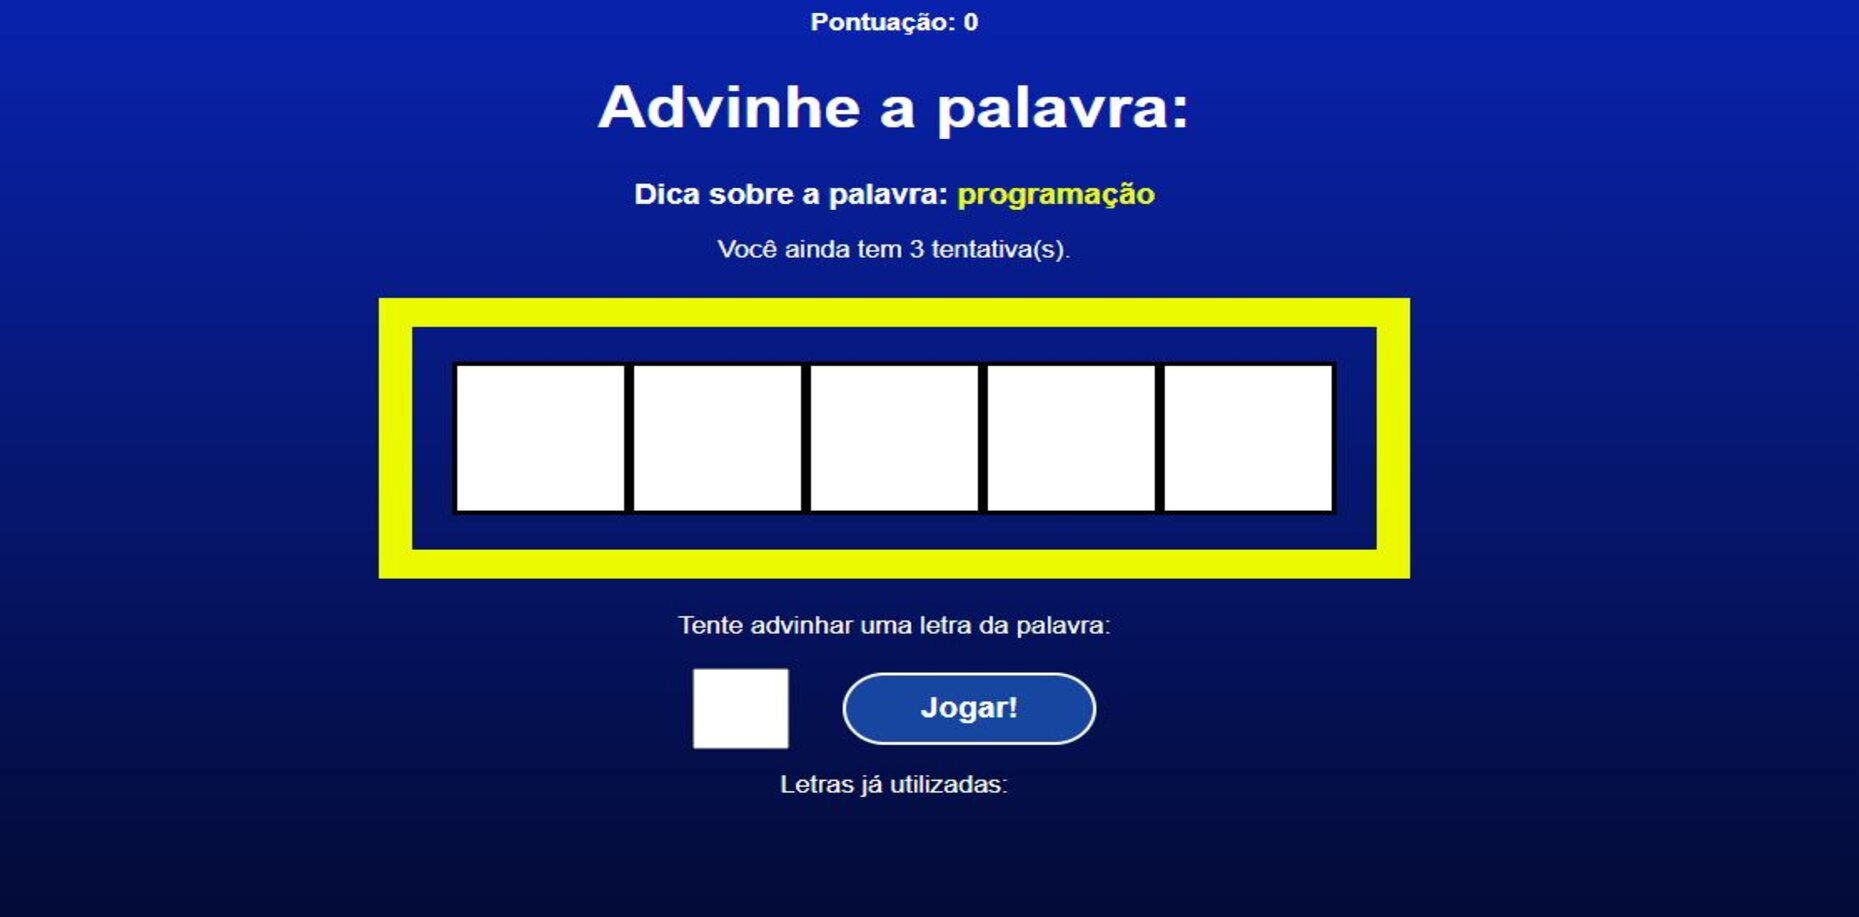 Pontuação: 0
Advinhe a palavra:
Dica sobre a palavra: programação
Você ainda tem 3 tentativa(s).
Tente advinhar uma letra da palavra:
Jogar!
Letras já utilizadas: